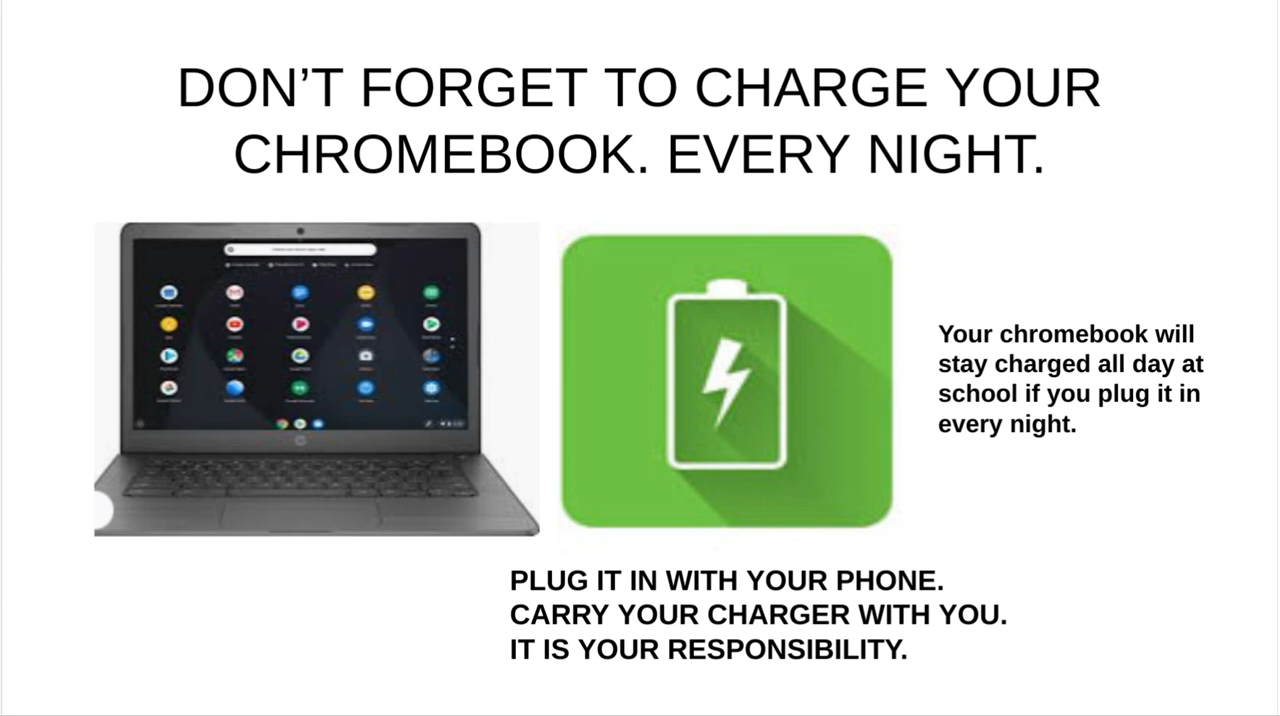 DON’T FORGET TO CHARGE YOUR
CHROMEBOOK. EVERY NIGHT.
Your chromebook will
stay charged all day at
school if you plug it in
every night.
PLUG IT IN WITH YOUR PHONE.
CARRY YOUR CHARGER WITH YOU.
IT IS YOUR RESPONSIBILITY.